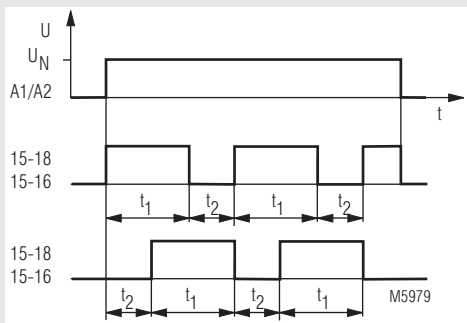 U
U_N
A1/A2
t
15-18
15-16
t_1 t_2 t_1 t_2
15-18
15-16
t_2 t_1 t_2 t_1
M5979